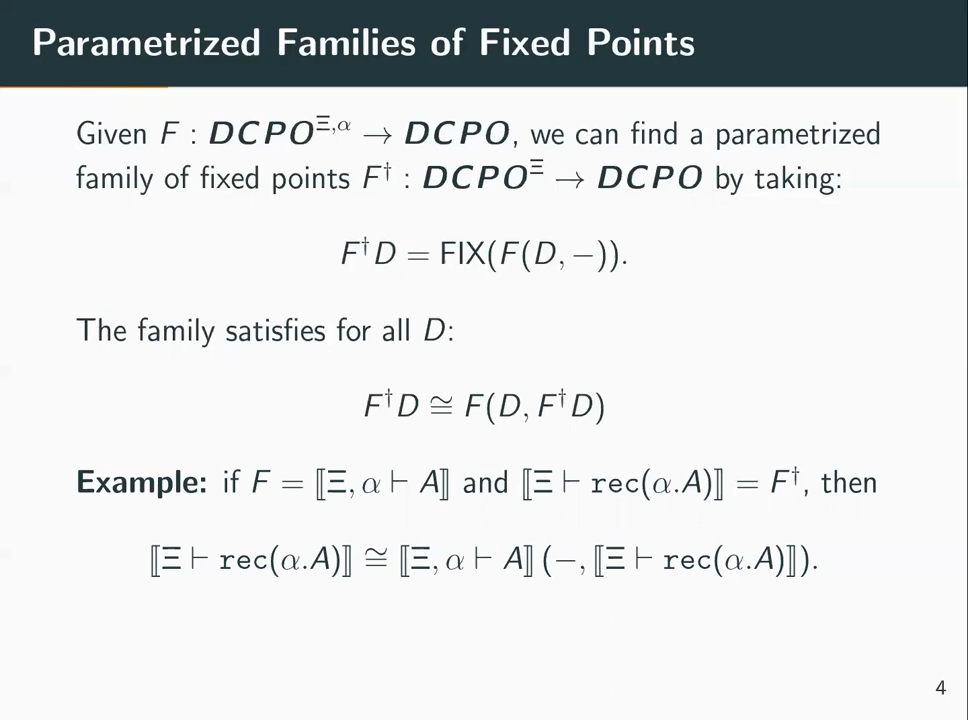 Parametrized Families of Fixed Points
Given F : DCPO^{Ξ,α} → DCPO, we can find a parametrized
family of fixed points F† : DCPO^Ξ → DCPO by taking:
F†D = FIX(F(D, −)).
The family satisfies for all D:
F†D ≅ F(D, F†D)
Example: if F = ⟦Ξ, α ⊢ A⟧ and ⟦Ξ ⊢ rec(α.A)⟧ = F†, then
⟦Ξ ⊢ rec(α.A)⟧ ≅ ⟦Ξ, α ⊢ A⟧ (−, ⟦Ξ ⊢ rec(α.A)⟧).
4